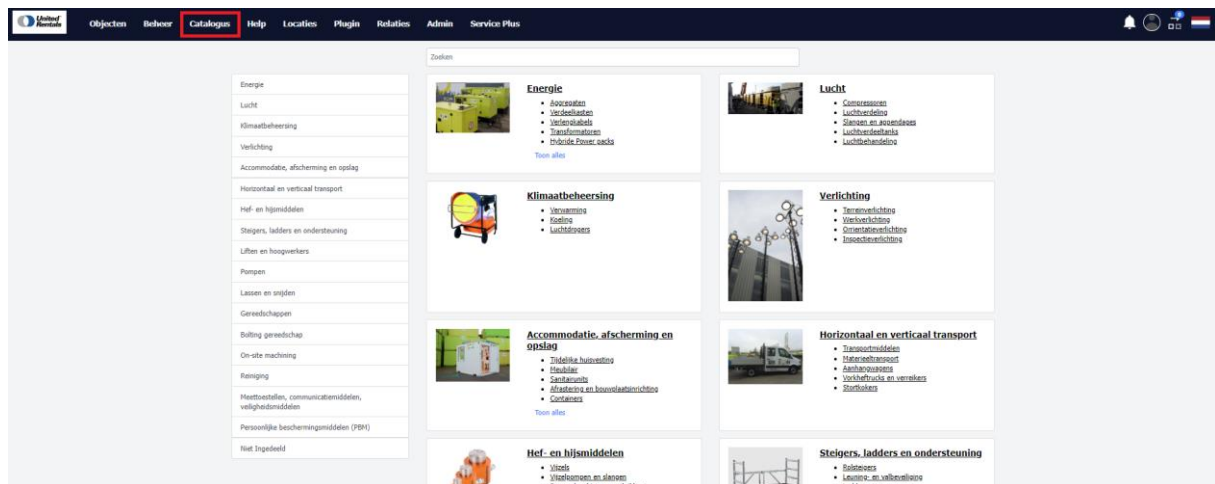 United Rentals
Objecten Beheer Catalogus Help Locaties Plugin Relaties Admin Service Plus
Zoeken
Energie
Lucht
Klimaatbeheersing
Verlichting
Accommodatie, afscherming en opslag
Horizontaal en verticaal transport
Hef- en hijsmiddelen
Steigers, ladders en ondersteuning
Liften en hoogwerkers
Pompen
Lassen en snijden
Gereedschappen
Bolting gereedschap
On-site machining
Reiniging
Meettoestellen, communicatiemiddelen,
veiligheidsmiddelen
Persoonlijke beschermingsmiddelen (PBM)
Niet Ingedeeld
Energie
Aggregaten
Verdeelkasten
Verlengkabels
Transformatoren
Hybride Power packs
Toon alles
Lucht
Compressoren
Luchtverdeling
Slangen en appendages
Luchtverdeeltanks
Luchtbehandeling
Klimaatbeheersing
Verwarming
Koeling
Luchtdrogers
Verlichting
Terreinverlichting
Werkverlichting
Orrientatieverlichting
Inspectieverlichting
Accommodatie, afscherming en
opslag
Tijdelijke huisvesting
Meubilair
Sanitairunits
Afrastering en bouwplaatsinrichting
Containers
Toon alles
Horizontaal en verticaal transport
Transportmiddelen
Materieeltransport
Aanhangwagens
Vorkheftrucks en verreikers
Stortkokers
Hef- en hijsmiddelen
Vijzels
Vijzelpompen en slangen
Steigers, ladders en ondersteuning
Rolsteigers
Leuning- en valbeveiliging